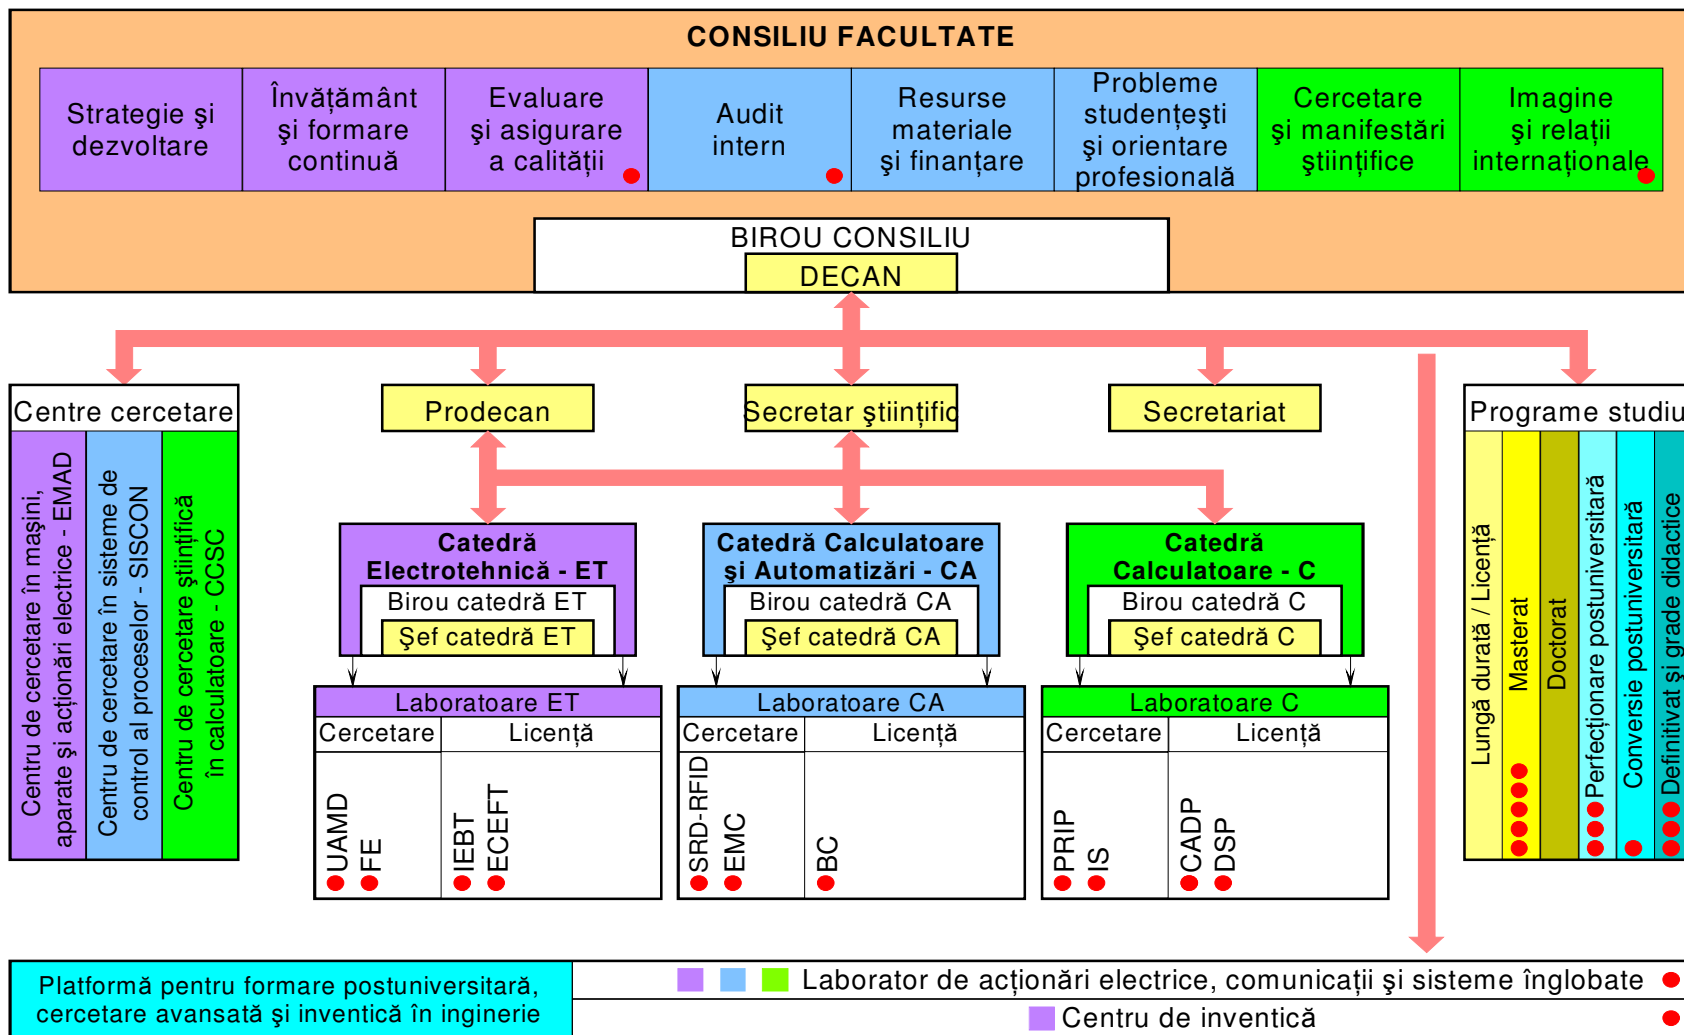 CONSILIU FACULTATE
Strategie şi
dezvoltare
Învăţământ
şi formare
continuă
Evaluare
şi asigurare
a calităţii
Audit
intern
Resurse
materiale
şi finanţare
Probleme
studenţeşti
şi orientare
profesională
Cercetare
şi manifestări
ştiinţifice
Imagine
şi relaţii
internaţionale
BIROU CONSILIU
DECAN
Centre cercetare
Prodecan
Secretar ştiinţific
Secretariat
Programe studiu
Centru de cercetare în maşini,
aparate şi acţionări electrice - EMAD
Centru de cercetare în sisteme de
control al proceselor - SISCON
Centru de cercetare ştiinţifică
în calculatoare - CCSC
Catedră
Electrotehnică - ET
Birou catedră ET
Şef catedră ET
Catedră Calculatoare
şi Automatizări - CA
Birou catedră CA
Şef catedră CA
Catedră
Calculatoare - C
Birou catedră C
Şef catedră C
Laboratoare ET
Cercetare
Licenţă
UAMD
FE
IEBT
ECEFT
Laboratoare CA
Cercetare
Licenţă
SRD-RFID
EMC
BC
Laboratoare C
Cercetare
Licenţă
PRIP
IS
CADP
DSP
Lungă durată / Licenţă
Masterat
Doctorat
Perfecţionare postuniversitară
Conversie postuniversitară
Definitivat şi grade didactice
Platformă pentru formare postuniversitară,
cercetare avansată şi inventică în inginerie
Laborator de acţionări electrice, comunicaţii şi sisteme înglobate
Centru de inventică